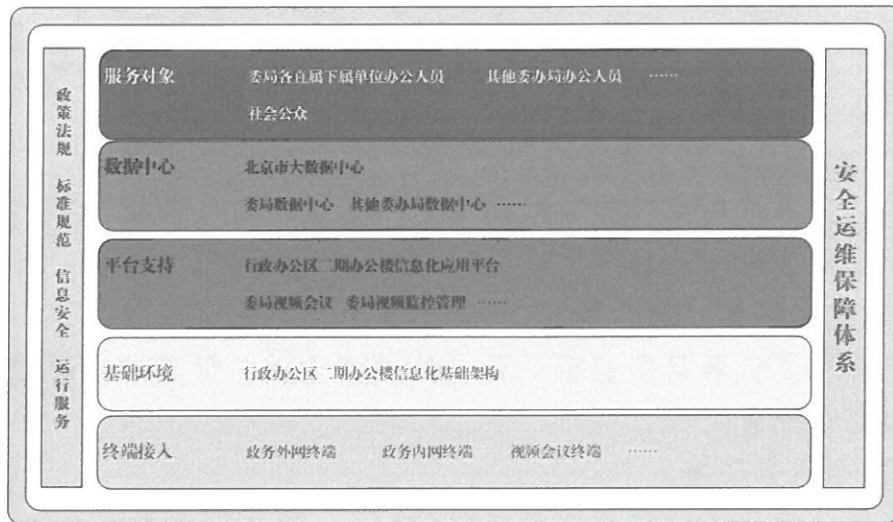 政策法规 标准规范 信息安全 运行服务
服务对象 委局各直属下属单位办公人员 其他委办局办公人员 ……
社会公众
数据中心 北京市大数据中心
委局数据中心 其他委办局数据中心 ……
平台支持 行政办公区二期办公楼信息化应用平台
委局视频会议 委局视频监控管理 ……
基础环境 行政办公区二期办公楼信息化基础架构
终端接入 政务外网终端 政务内网终端 视频会议终端 ……
安全运维保障体系